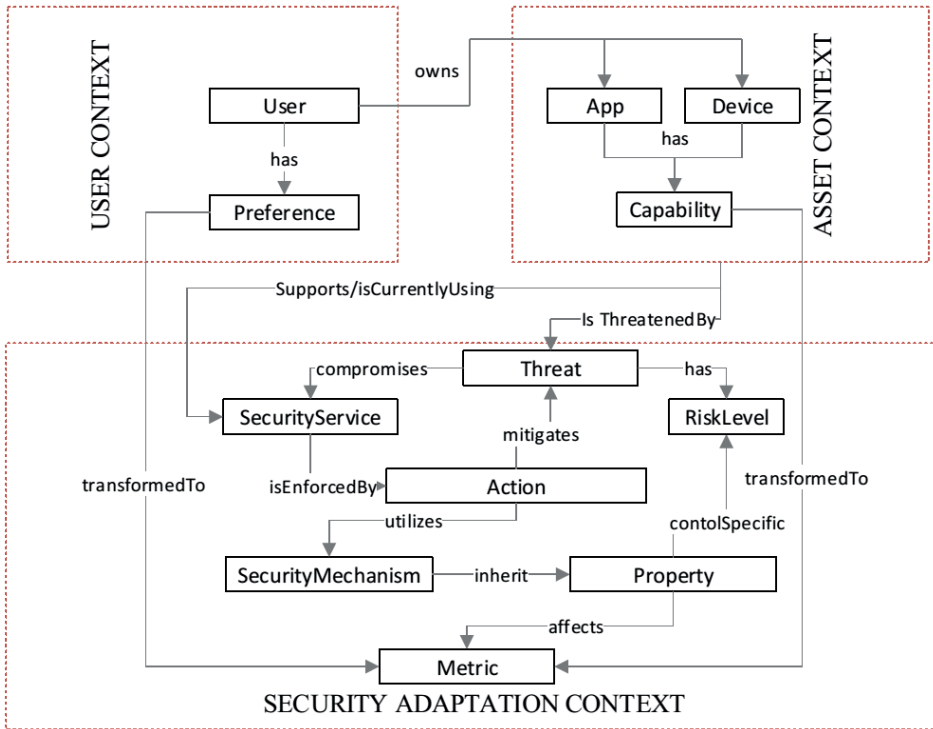 USER CONTEXT
owns
User
has
Preference
App
Device
has
Capability
ASSET CONTEXT
Supports/isCurrentlyUsing
Is ThreatenedBy
compromises
Threat
has
SecurityService
RiskLevel
mitigates
transformedTo
isEnforcedBy
Action
transformedTo
utilizes
contolSpecific
SecurityMechanism
inherit
Property
affects
Metric
SECURITY ADAPTATION CONTEXT